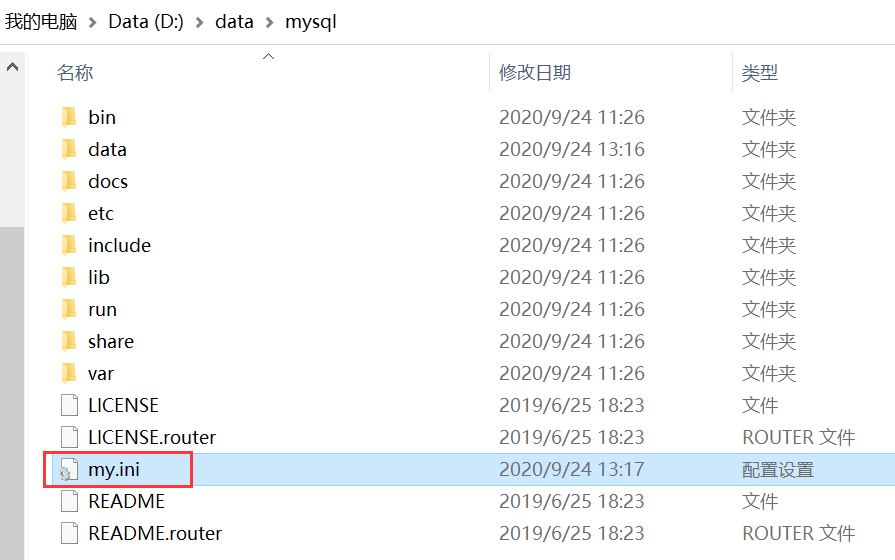 我的电脑 > Data (D:) > data > mysql
名称 修改日期 类型
bin 2020/9/24 11:26 文件夹
data 2020/9/24 13:16 文件夹
docs 2020/9/24 11:26 文件夹
etc 2020/9/24 11:26 文件夹
include 2020/9/24 11:26 文件夹
lib 2020/9/24 11:26 文件夹
run 2020/9/24 11:26 文件夹
share 2020/9/24 11:26 文件夹
var 2020/9/24 11:26 文件夹
LICENSE 2019/6/25 18:23 文件
LICENSE.router 2019/6/25 18:23 ROUTER 文件
my.ini 2020/9/24 13:17 配置设置
README 2019/6/25 18:23 文件
README.router 2019/6/25 18:23 ROUTER 文件